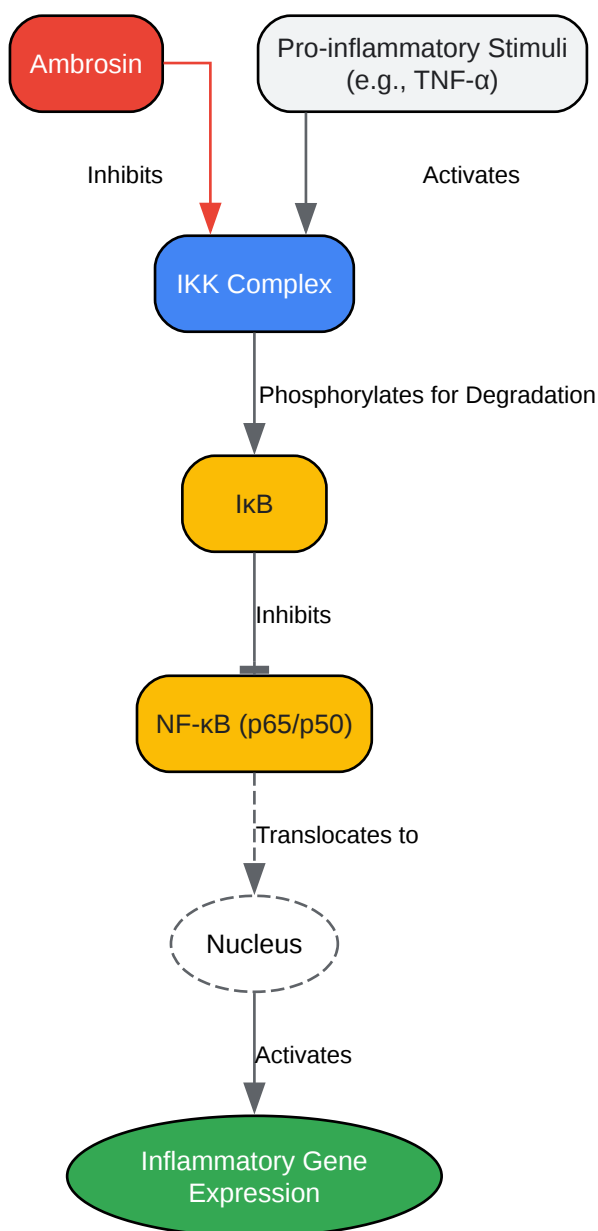 Ambrosin
Pro-inflammatory Stimuli
(e.g., TNF-α)
Inhibits
Activates
IKK Complex
Phosphorylates for Degradation
IκB
Inhibits
NF-κB (p65/p50)
Translocates to
Nucleus
Activates
Inflammatory Gene
Expression